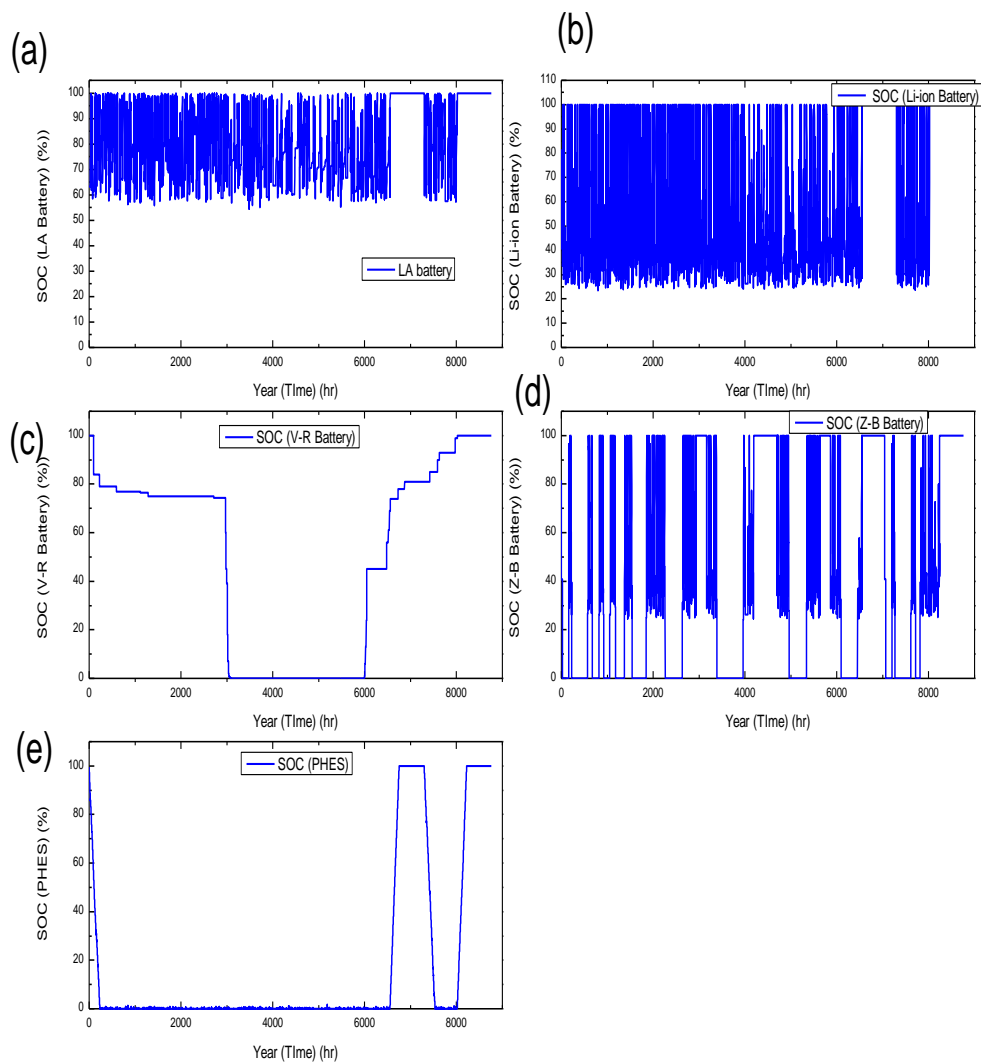 (a)
SOC (LA Battery) (%))
100
90
80
70
60
50
40
30
20
10
0
LA battery
0 2000 4000 6000 8000
Year (TIme) (hr)
(b)
SOC (Li-ion Battery) (%)
110
100
90
80
70
60
50
40
30
20
10
0
SOC (Li-ion Battery)
0 2000 4000 6000 8000
Year (TIme) (hr)
(c)
SOC (V-R Battery) (%))
100
80
60
40
20
0
SOC (V-R Battery)
0 2000 4000 6000 8000
Year (TIme) (hr)
(d)
SOC (Z-B Battery) (%))
100
80
60
40
20
0
SOC (Z-B Battery)
0 2000 4000 6000 8000
Year (TIme) (hr)
(e)
SOC (PHES) (%)
100
80
60
40
20
0
SOC (PHES)
0 2000 4000 6000 8000
Year (TIme) (hr)